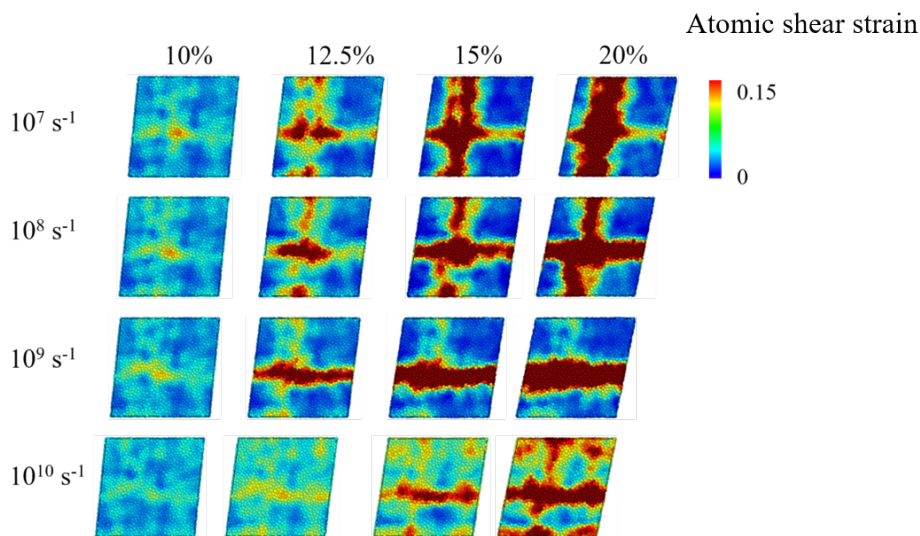 Atomic shear strain
10% 12.5% 15% 20%
0.15
10⁷ s⁻¹
0
10⁸ s⁻¹
10⁹ s⁻¹
10¹⁰ s⁻¹